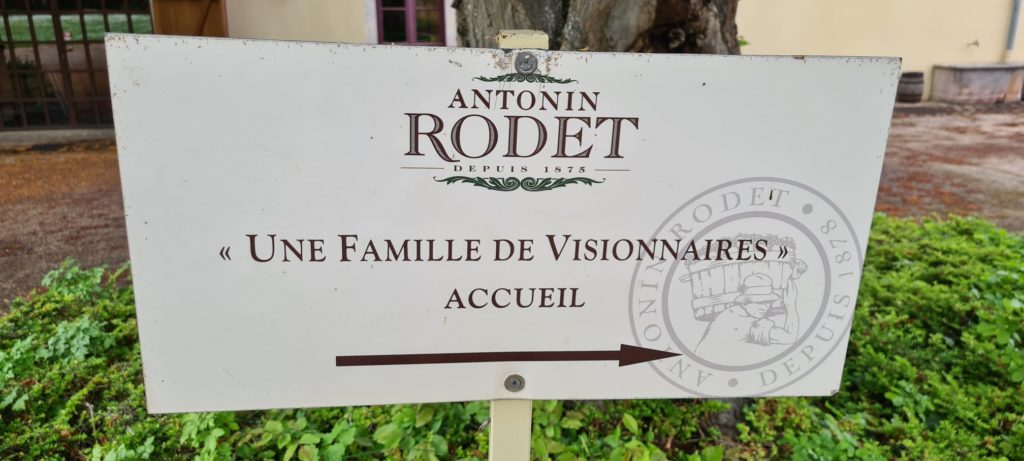 ANTONIN
RODET
DEPUIS 1875
« UNE FAMILLE DE VISIONNAIRES »
ACCUEIL
ANTONIN RODET • DEPUIS 1875 •